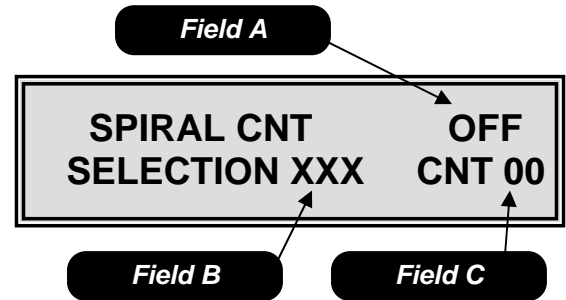 Field A
SPIRAL CNT OFF
SELECTION XXX CNT 00
Field B Field C